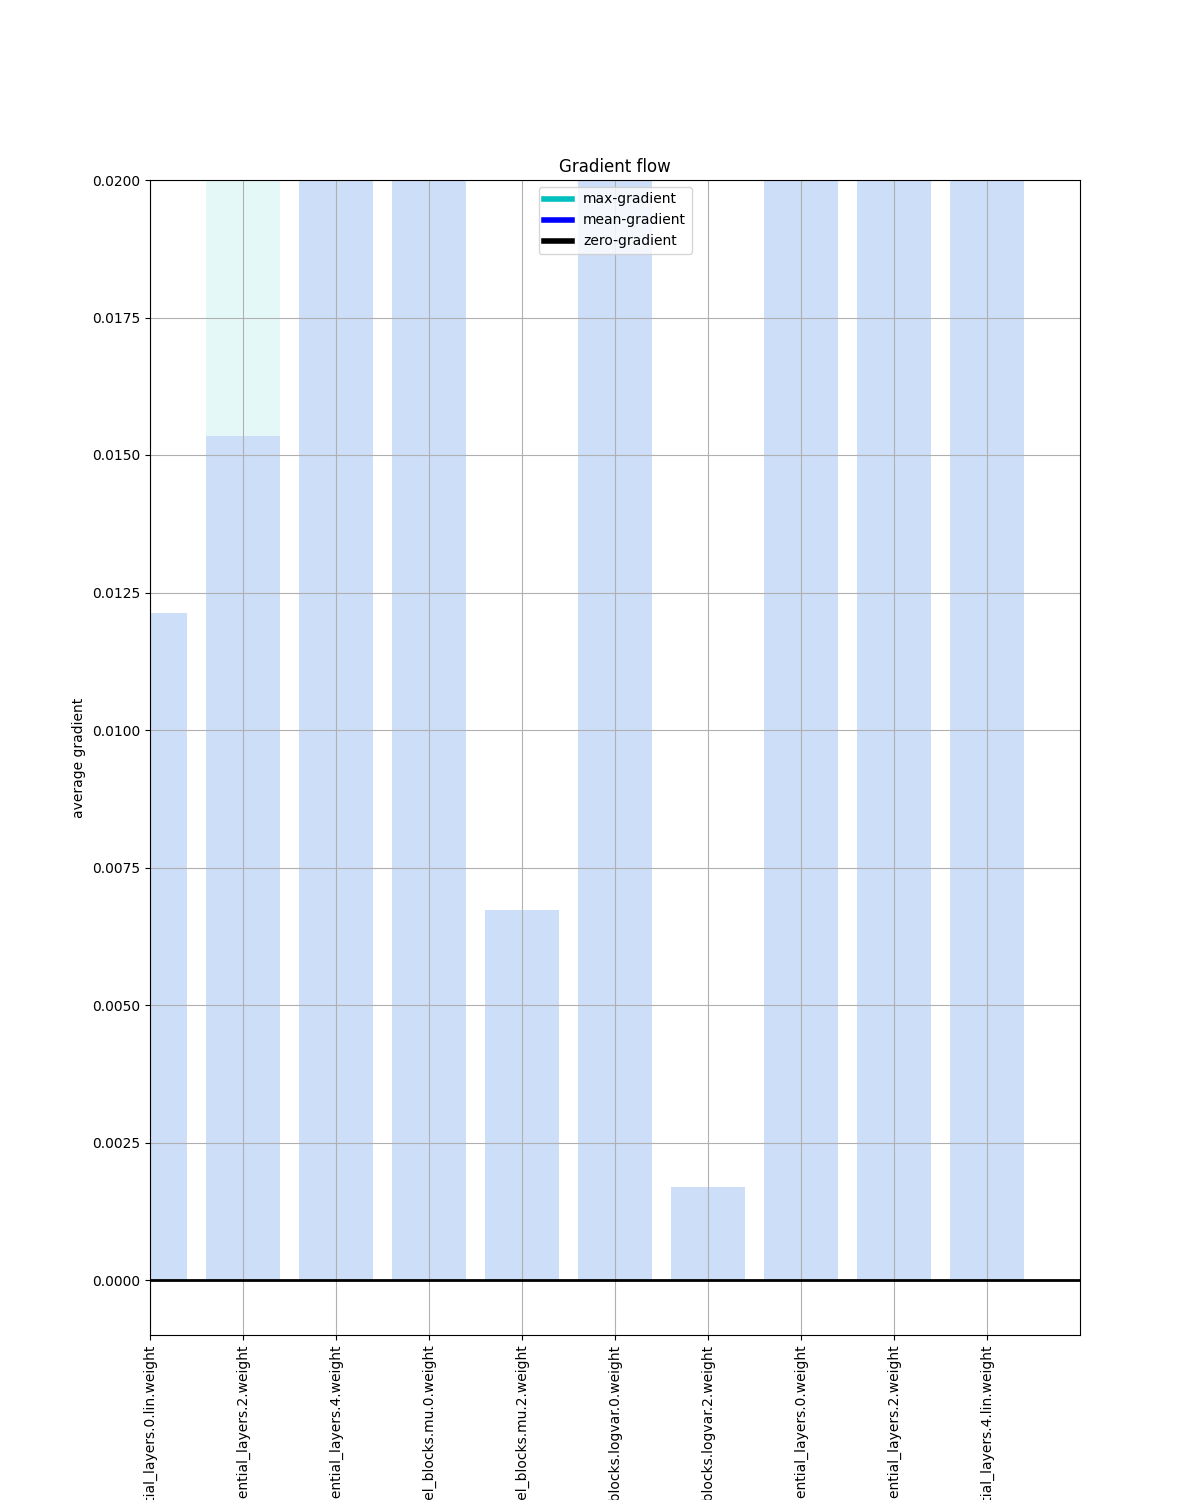 Gradient flow
max-gradient
mean-gradient
zero-gradient
average gradient
0.0200
0.0175
0.0150
0.0125
0.0100
0.0075
0.0050
0.0025
0.0000
tial_layers.0.lin.weight
ential_layers.2.weight
ential_layers.4.weight
el_blocks.mu.0.weight
el_blocks.mu.2.weight
blocks.logvar.0.weight
blocks.logvar.2.weight
ential_layers.0.weight
ential_layers.2.weight
tial_layers.4.lin.weight